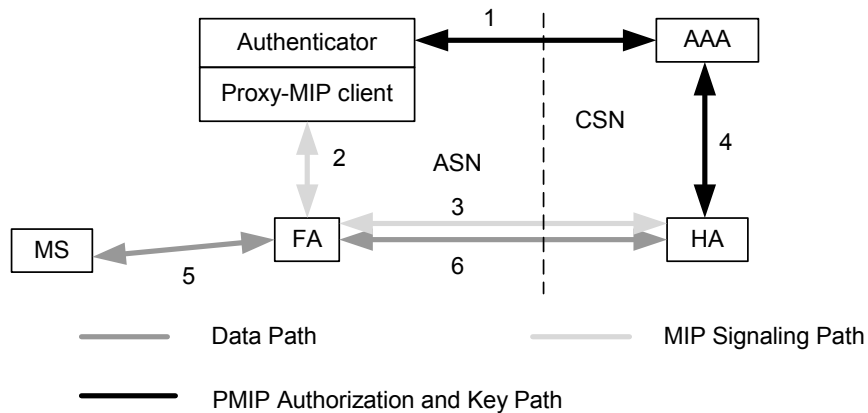 1
Authenticator
AAA
Proxy-MIP client
CSN
2
ASN
4
3
MS
FA
HA
5
6
Data Path
MIP Signaling Path
PMIP Authorization and Key Path